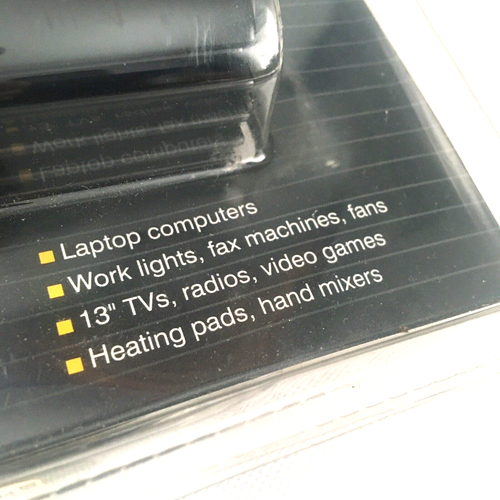 Laptop computers
Work lights, fax machines, fans
13" TVs, radios, video games
Heating pads, hand mixers